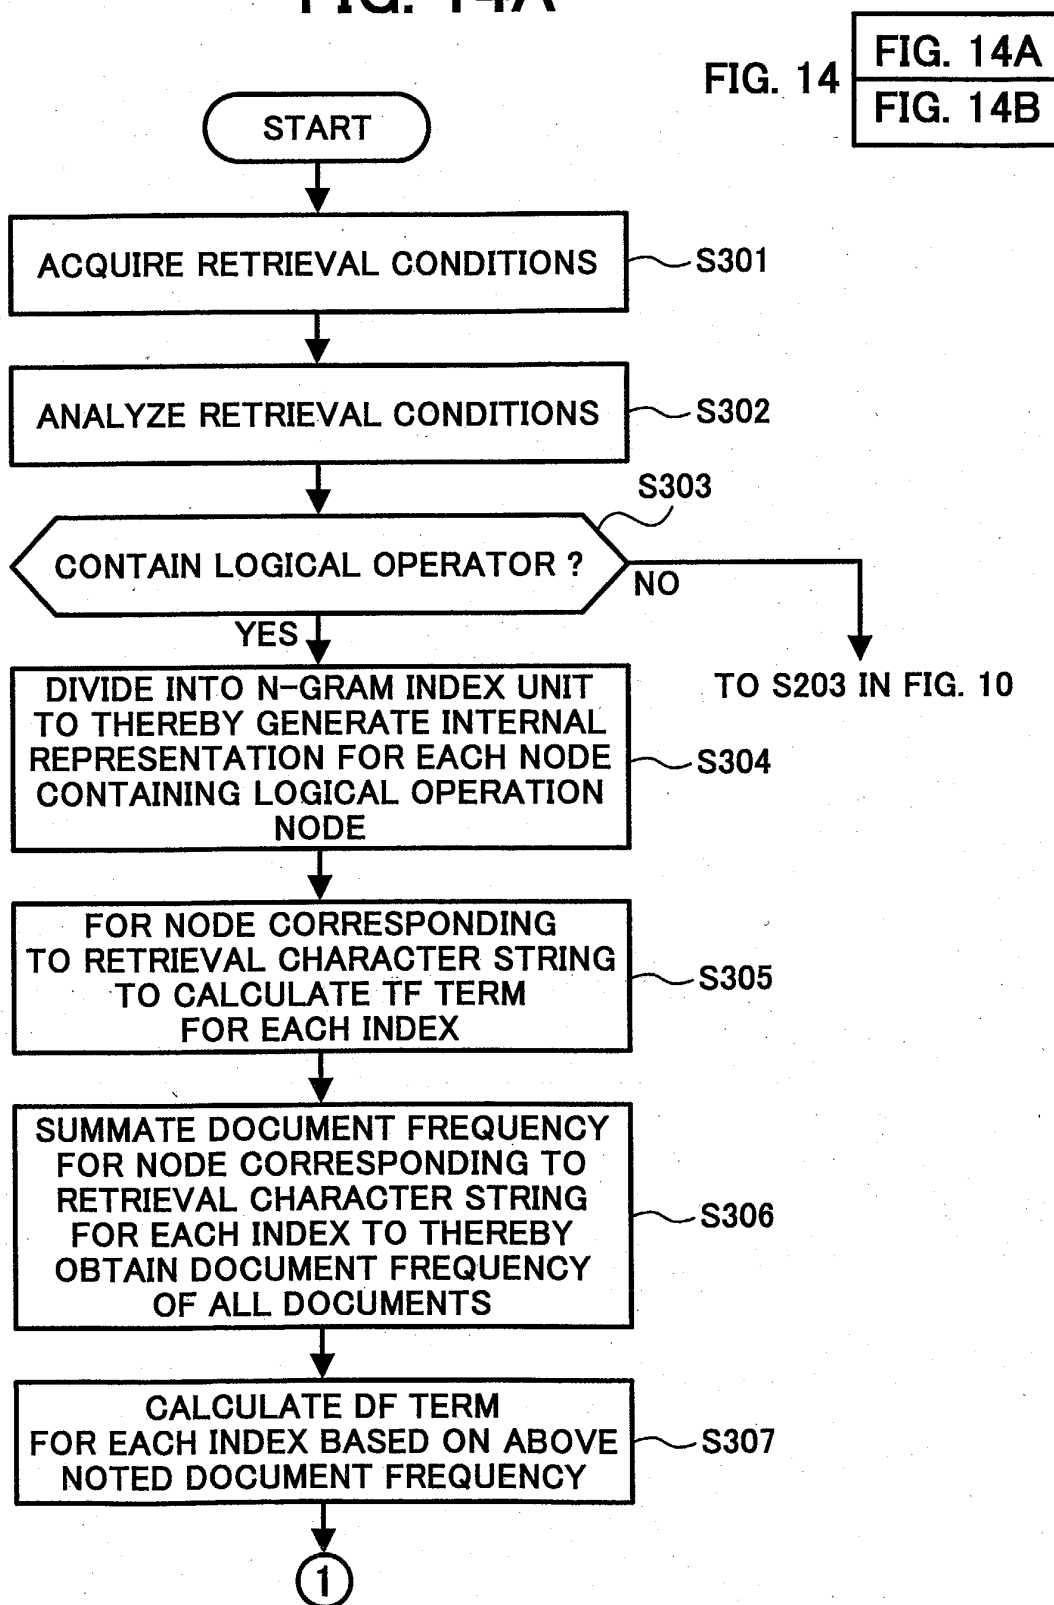 FIG. 14A
FIG. 14
FIG. 14A
FIG. 14B
START
ACQUIRE RETRIEVAL CONDITIONS
S301
ANALYZE RETRIEVAL CONDITIONS
S302
S303
CONTAIN LOGICAL OPERATOR ?
NO
YES
TO S203 IN FIG. 10
DIVIDE INTO N-GRAM INDEX UNIT
TO THEREBY GENERATE INTERNAL
REPRESENTATION FOR EACH NODE
CONTAINING LOGICAL OPERATION
NODE
S304
FOR NODE CORRESPONDING
TO RETRIEVAL CHARACTER STRING
TO CALCULATE TF TERM
FOR EACH INDEX
S305
SUMMATE DOCUMENT FREQUENCY
FOR NODE CORRESPONDING TO
RETRIEVAL CHARACTER STRING
FOR EACH INDEX TO THEREBY
OBTAIN DOCUMENT FREQUENCY
OF ALL DOCUMENTS
S306
CALCULATE DF TERM
FOR EACH INDEX BASED ON ABOVE
NOTED DOCUMENT FREQUENCY
S307
1